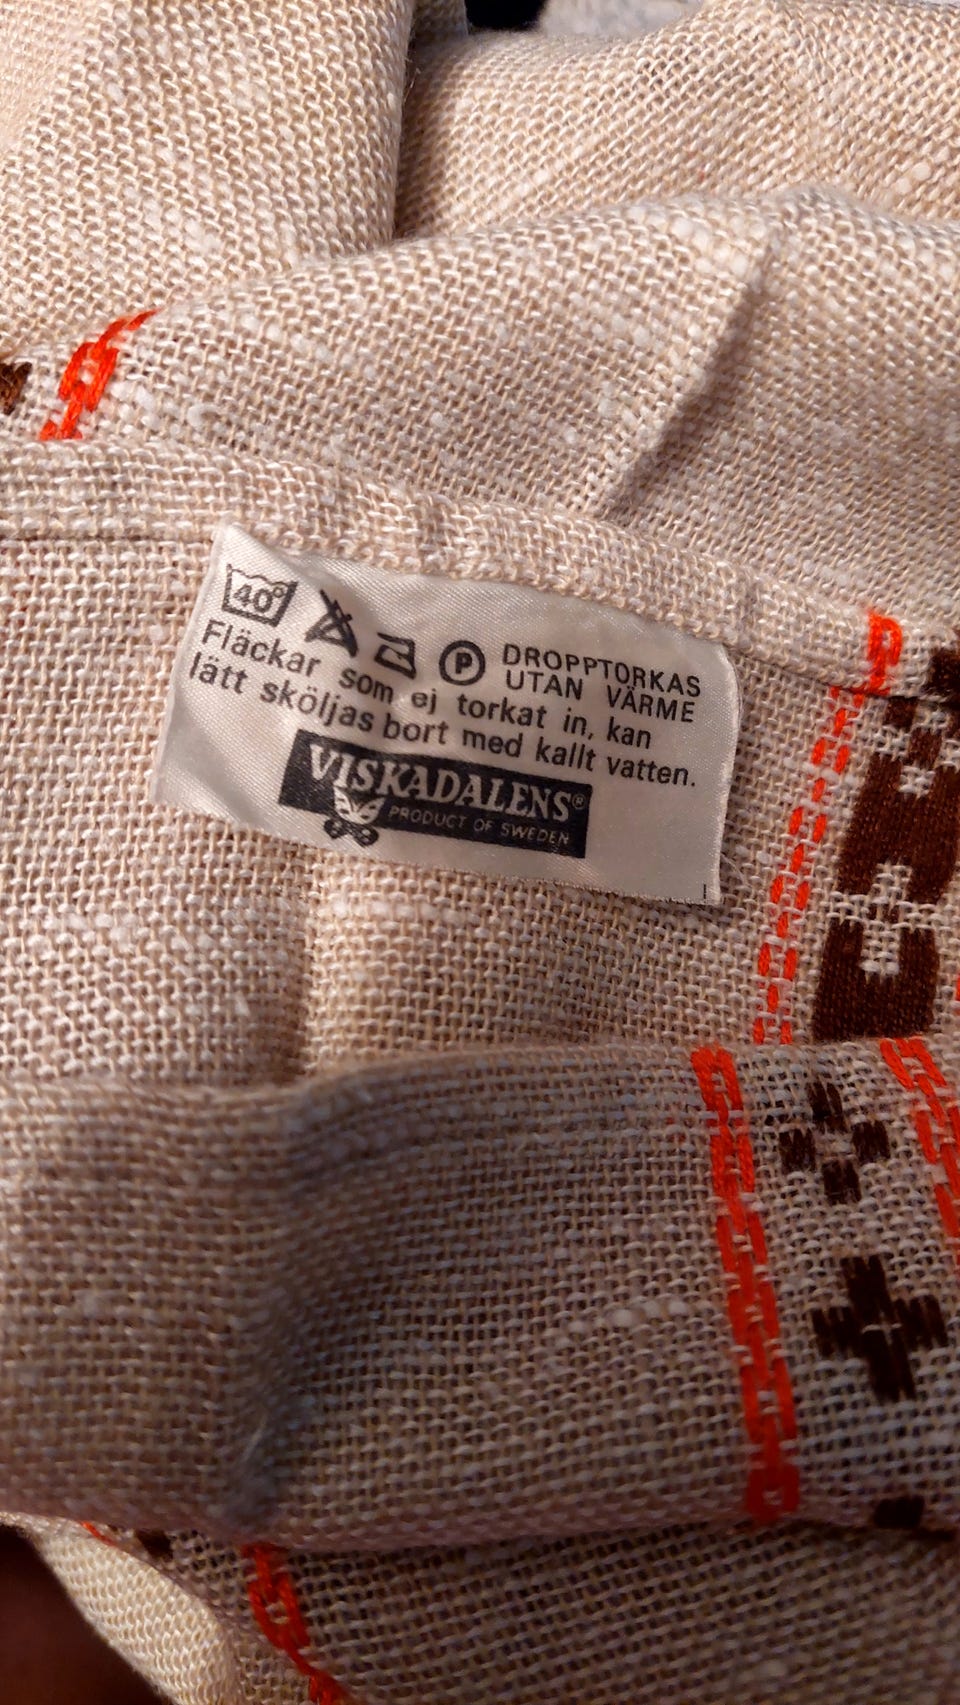 40°
P
DROPPTORKAS
UTAN VÄRME
Fläckar som ej torkat in, kan
lätt sköljas bort med kallt vatten.
VISKADALENS®
PRODUCT OF SWEDEN